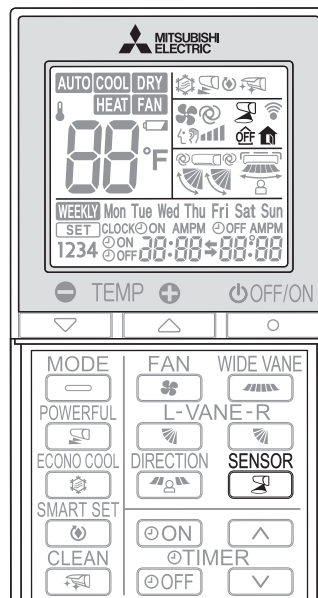 MITSUBISHI
ELECTRIC
AUTO COOL DRY
HEAT FAN
88°F
OFF
WEEKLY Mon Tue Wed Thu Fri Sat Sun
SET CLOCK ON AMPM OFF AMPM
1234 ON OFF 88:88 88:88
TEMP OFF/ON
MODE FAN WIDE VANE
POWERFUL L-VANE-R
ECONO COOL DIRECTION SENSOR
SMART SET
ON
CLEAN TIMER
OFF